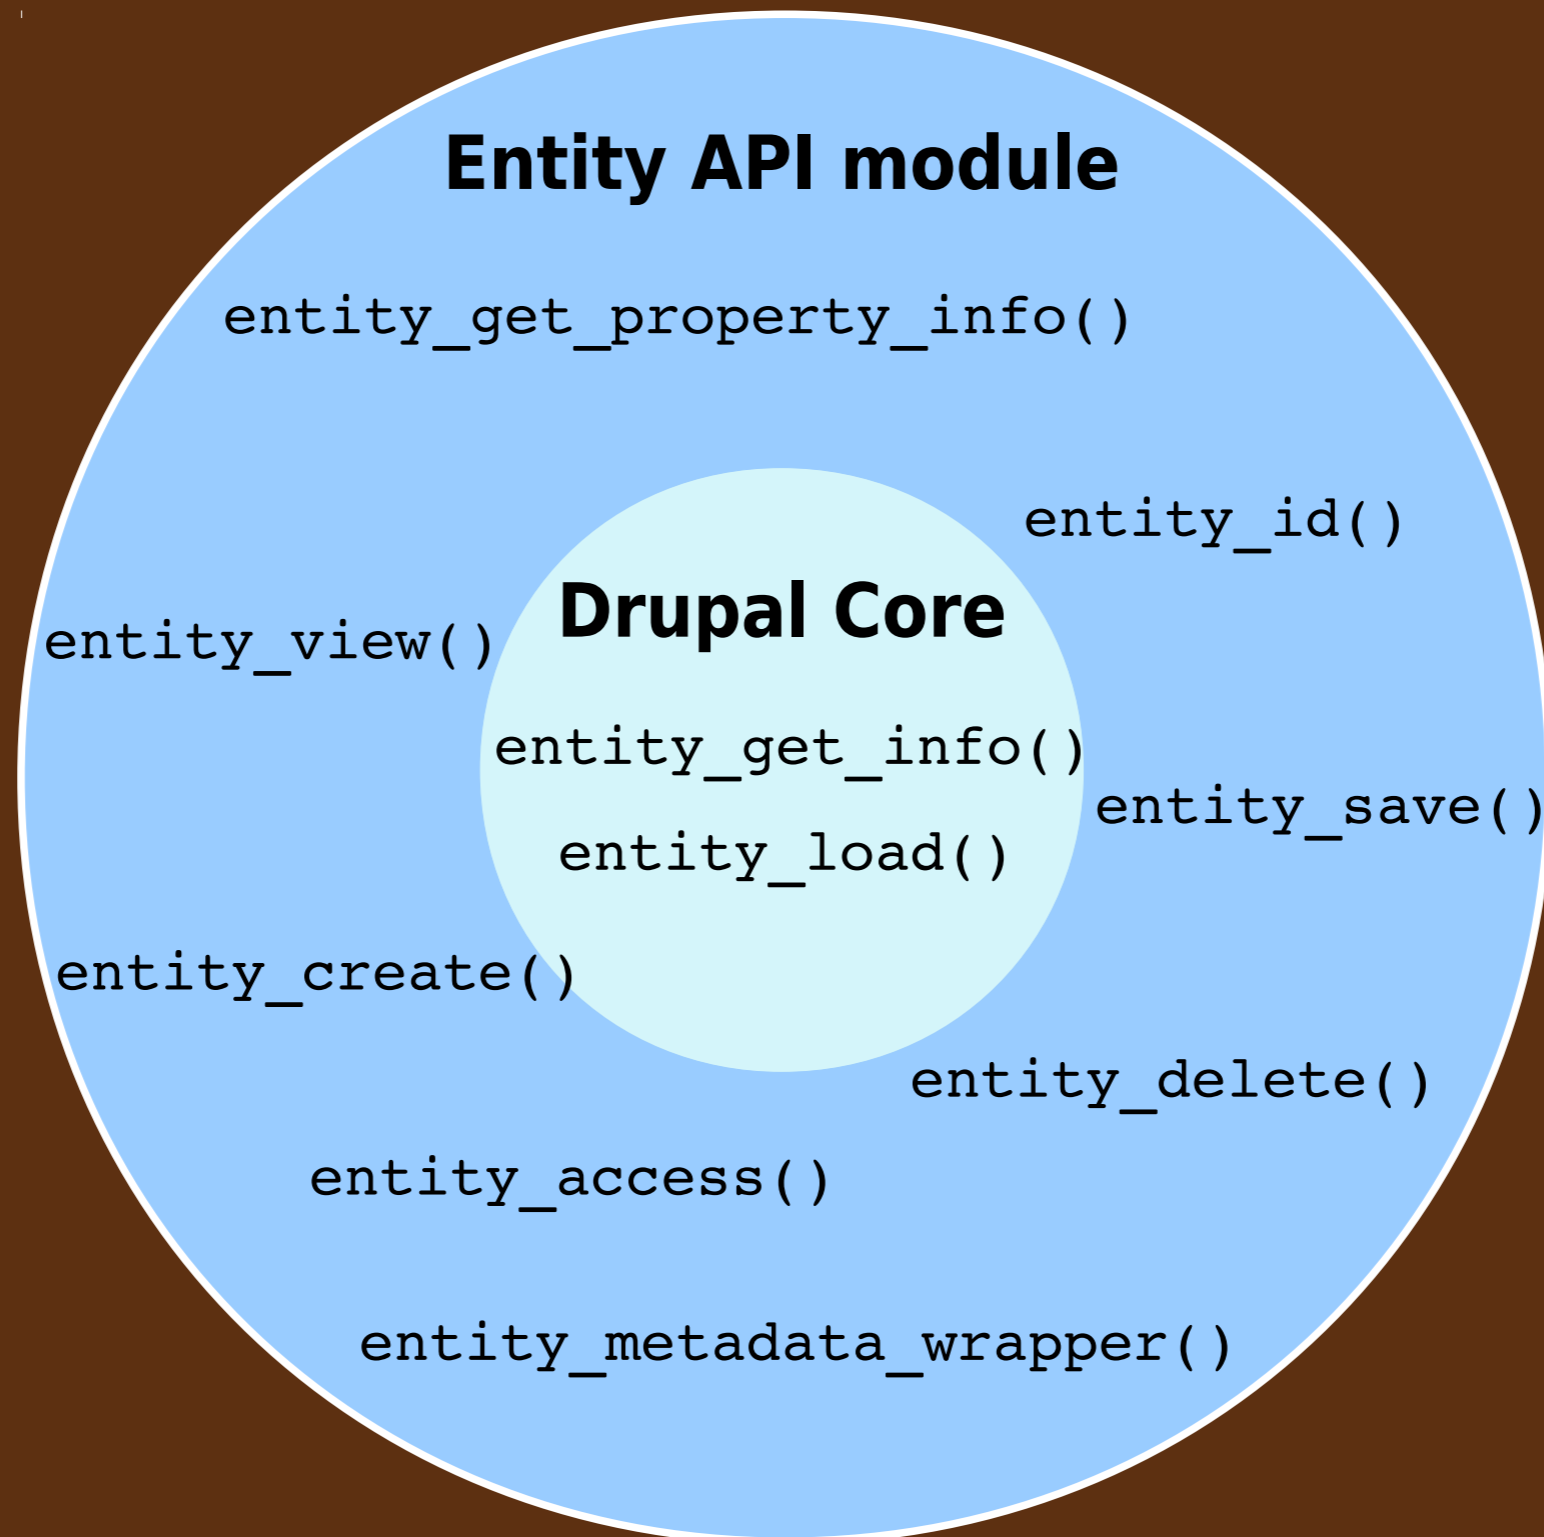 Entity API module
entity_get_property_info()
entity_id()
Drupal Core
entity_view()
entity_get_info()
entity_save()
entity_load()
entity_create()
entity_delete()
entity_access()
entity_metadata_wrapper()